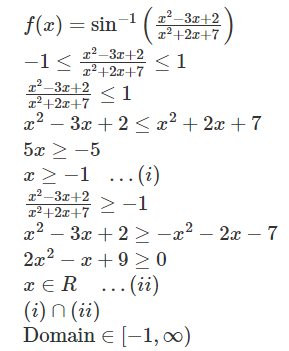 f(x) = sin⁻¹ ((x²−3x+2)/(x²+2x+7))
−1 ≤ (x²−3x+2)/(x²+2x+7) ≤ 1
(x²−3x+2)/(x²+2x+7) ≤ 1
x² − 3x + 2 ≤ x² + 2x + 7
5x ≥ −5
x ≥ −1 …(i)
(x²−3x+2)/(x²+2x+7) ≥ −1
x² − 3x + 2 ≥ −x² − 2x − 7
2x² − x + 9 ≥ 0
x ∈ R …(ii)
(i) ∩ (ii)
Domain ∈ [−1, ∞)